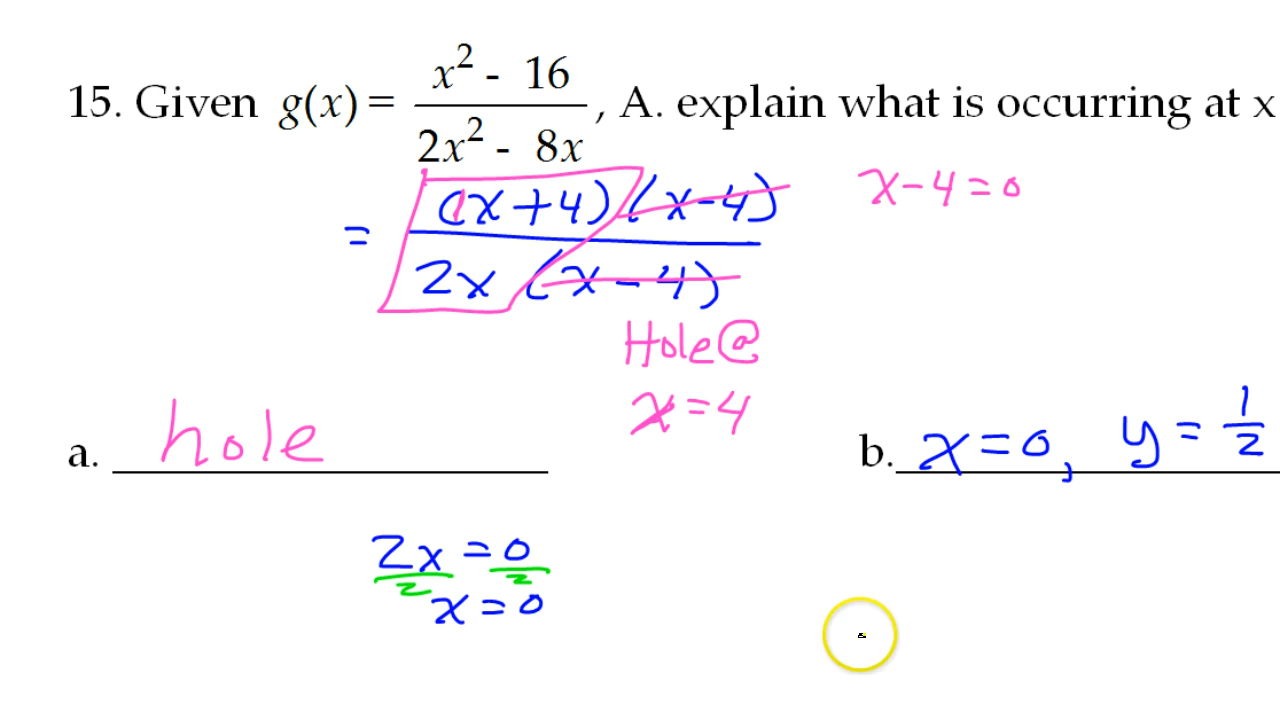 15. Given g(x) = x² - 16 / 2x² - 8x , A. explain what is occurring at x
= (x+4)(x-4) / 2x(x-4)
x-4=0
Hole@
x=4
a. hole
b. x=0, y=1/2
2x = 0
2 2
x=0